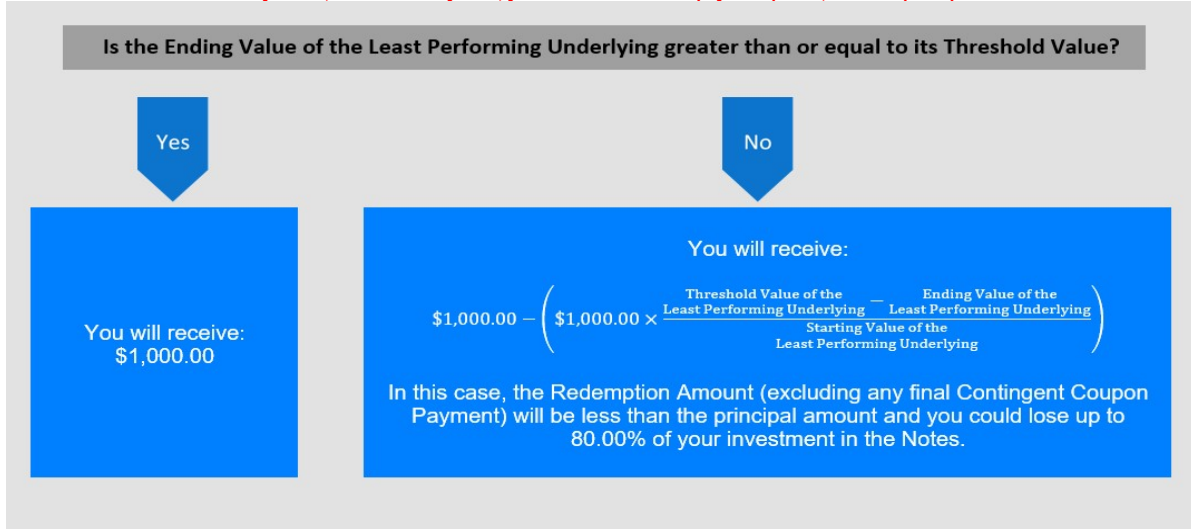 Is the Ending Value of the Least Performing Underlying greater than or equal to its Threshold Value?
Yes
No
You will receive:
$1,000.00
You will receive:
$1,000.00 − ($1,000.00 × (Threshold Value of the Least Performing Underlying − Ending Value of the Least Performing Underlying) / Starting Value of the Least Performing Underlying)
In this case, the Redemption Amount (excluding any final Contingent Coupon
Payment) will be less than the principal amount and you could lose up to
80.00% of your investment in the Notes.